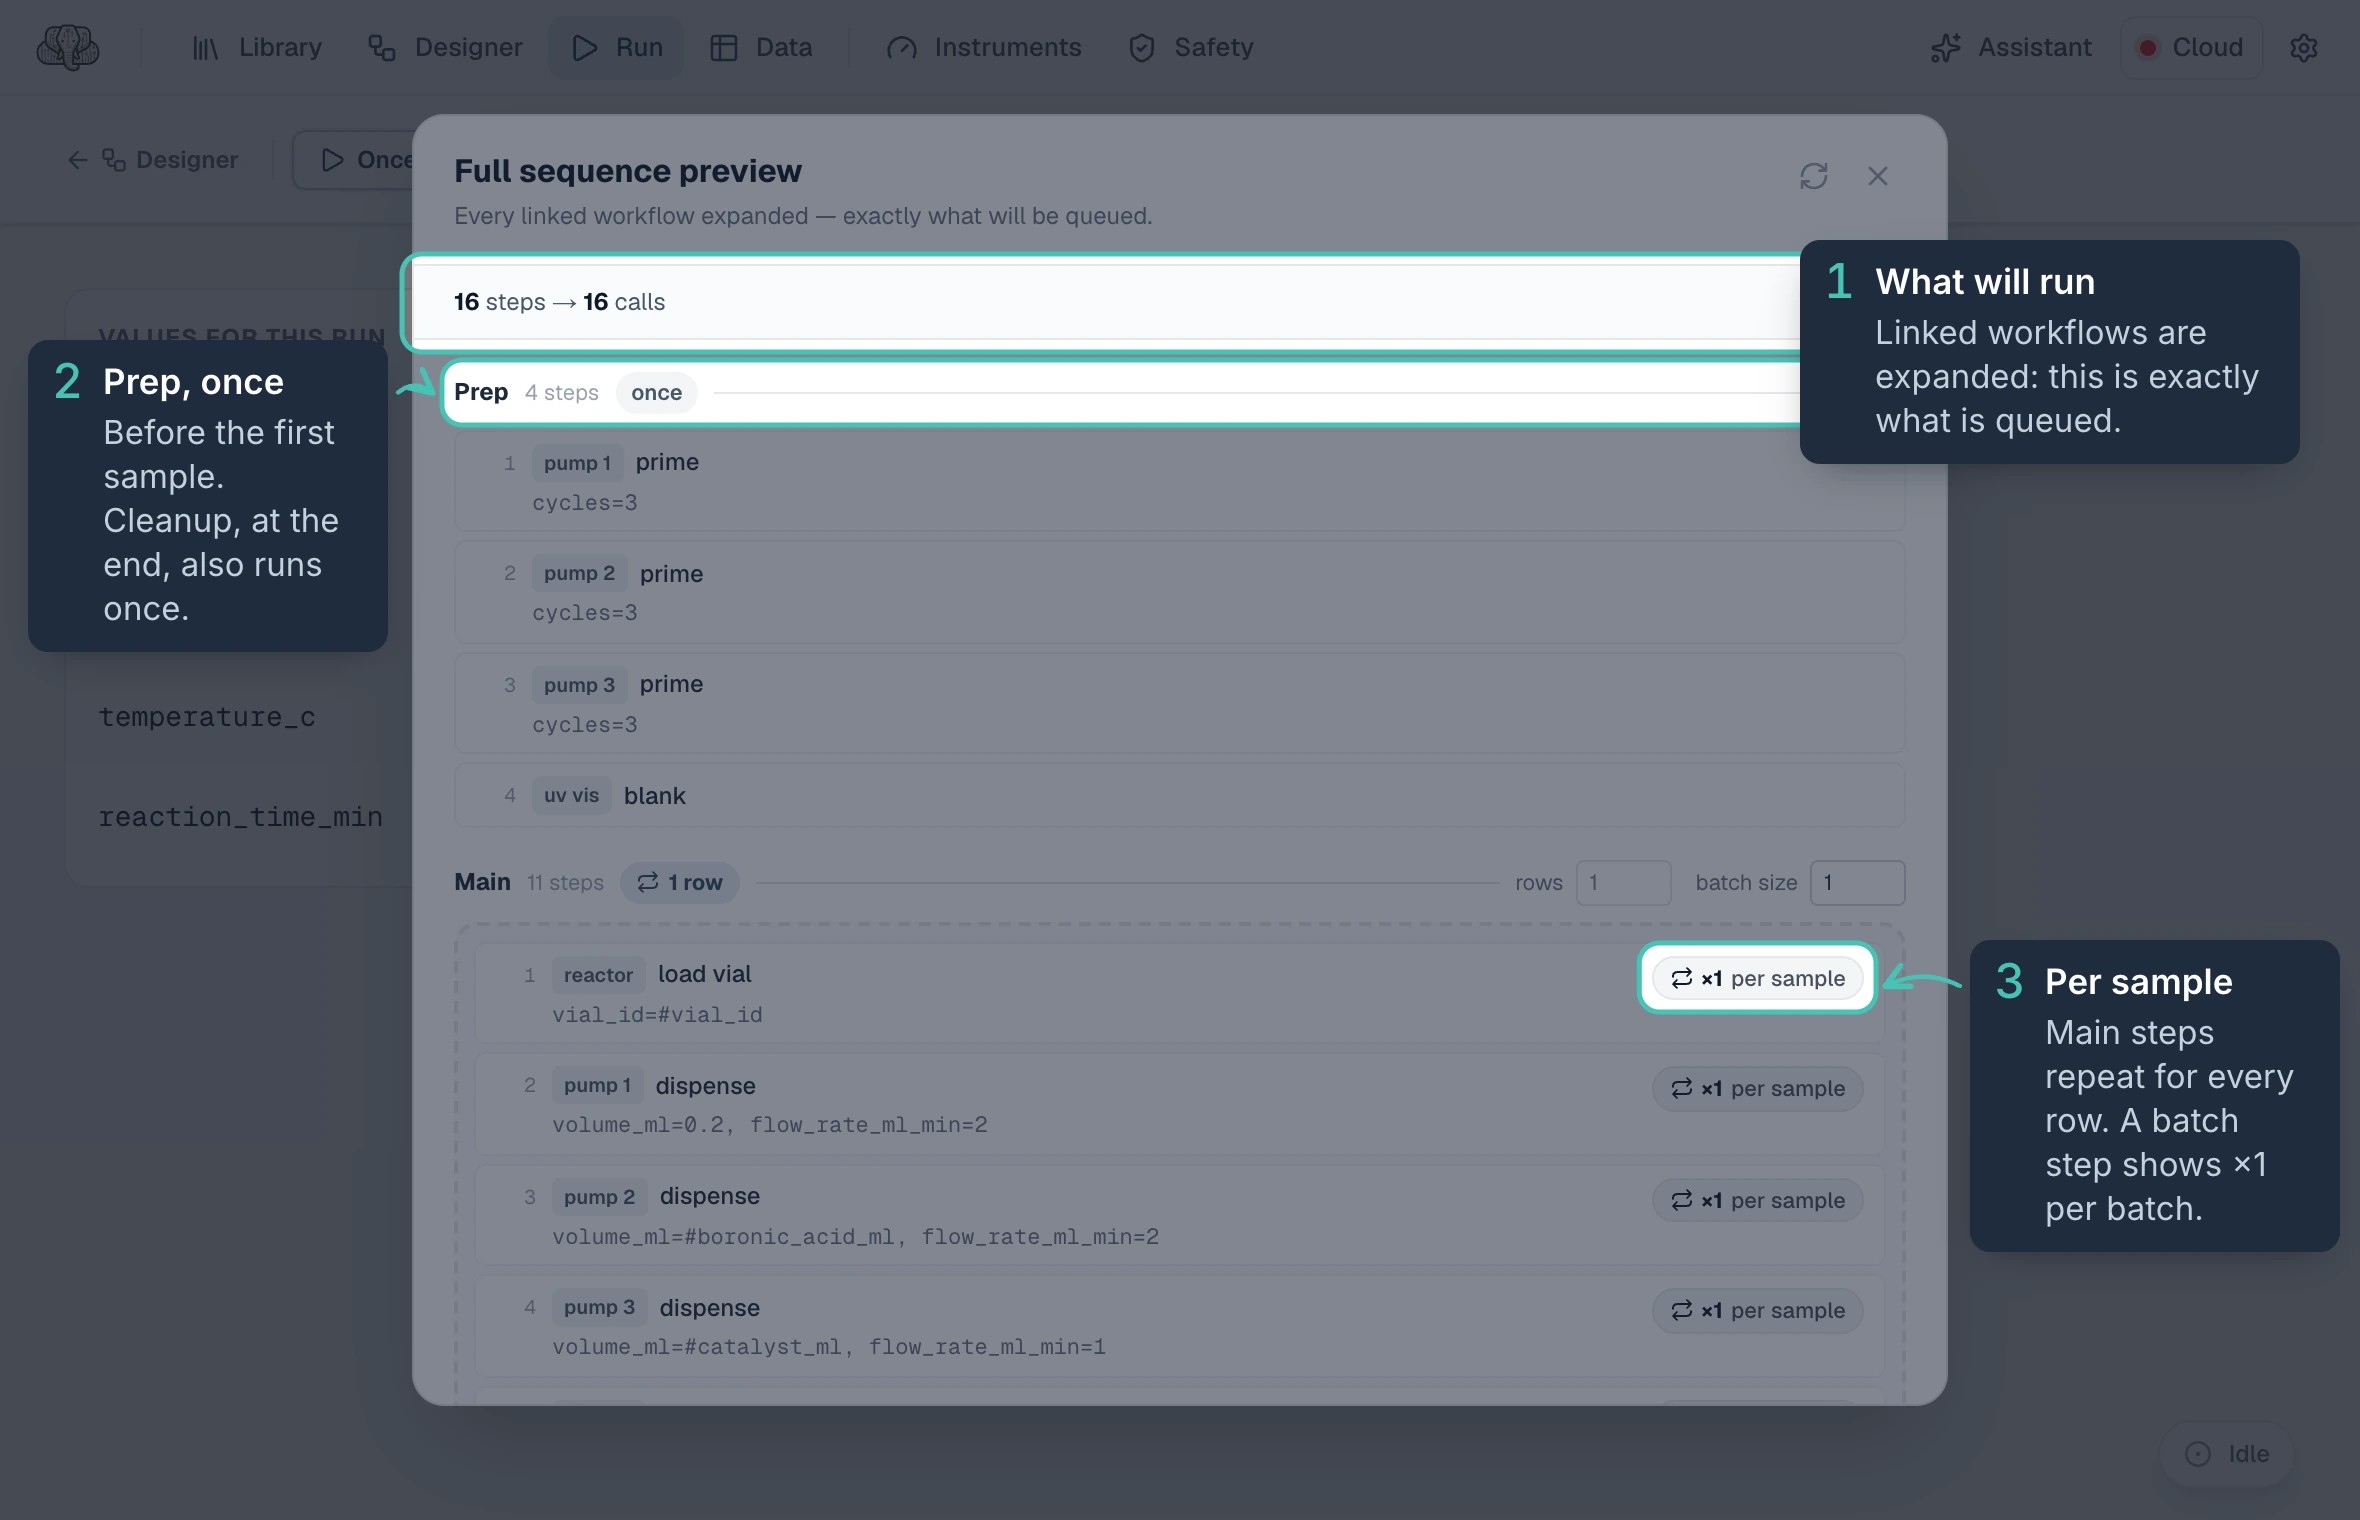 Library
Designer
Run
Data
Instruments
Safety
Assistant
Cloud
Designer
Once
Full sequence preview
Every linked workflow expanded — exactly what will be queued.
16 steps → 16 calls
1 What will run
Linked workflows are
expanded: this is exactly
what is queued.
VALUES FOR THIS RUN
2 Prep, once
Before the first
sample.
Cleanup, at the
end, also runs
once.
temperature_c
reaction_time_min
Prep 4 steps once
1 pump 1 prime
cycles=3
2 pump 2 prime
cycles=3
3 pump 3 prime
cycles=3
4 uv vis blank
Main 11 steps 1 row rows 1 batch size 1
1 reactor load vial ×1 per sample
vial_id=#vial_id
2 pump 1 dispense ×1 per sample
volume_ml=0.2, flow_rate_ml_min=2
3 pump 2 dispense ×1 per sample
volume_ml=#boronic_acid_ml, flow_rate_ml_min=2
4 pump 3 dispense ×1 per sample
volume_ml=#catalyst_ml, flow_rate_ml_min=1
3 Per sample
Main steps
repeat for every
row. A batch
step shows ×1
per batch.
Idle